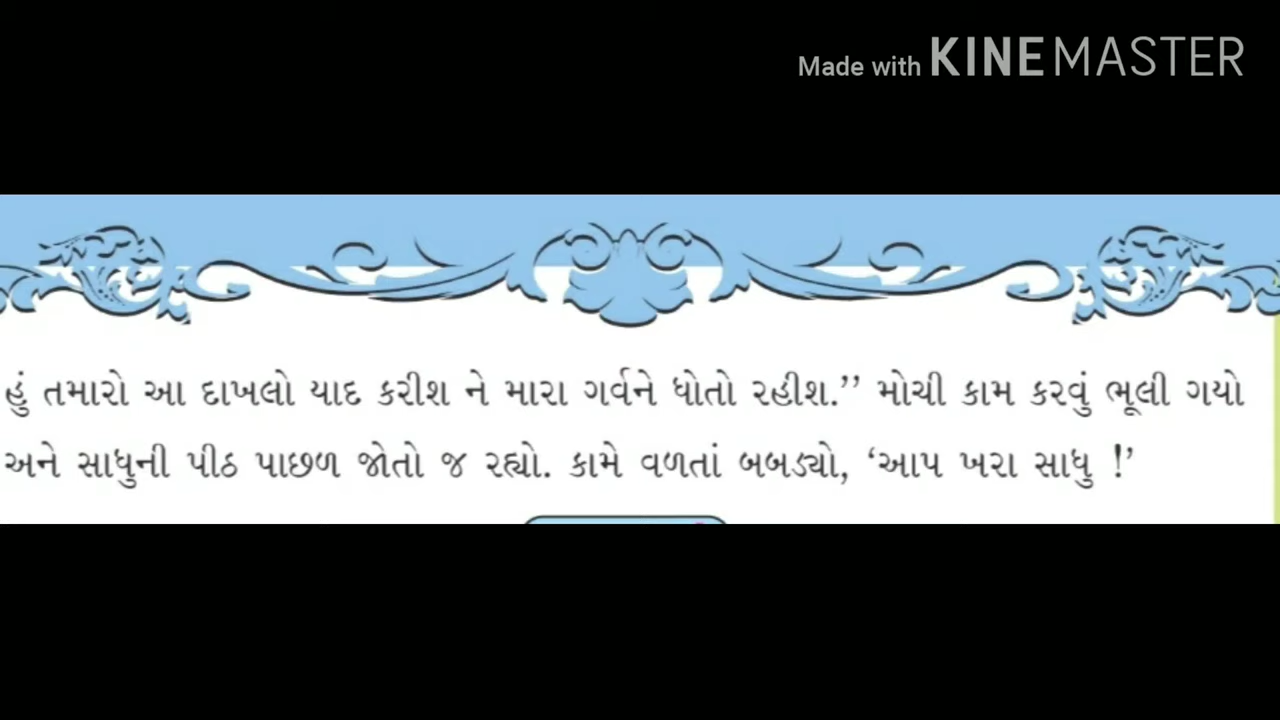 Made with KINEMASTER
હું તમારો આ દાખલો યાદ કરીશ ને મારા ગર્વને ધોતો રહીશ.’’ મોચી કામ કરવું ભૂલી ગયો
અને સાધુની પીઠ પાછળ જોતો જ રહ્યો. કામે વળતાં બબડ્યો, ‘આપ ખરા સાધુ !’